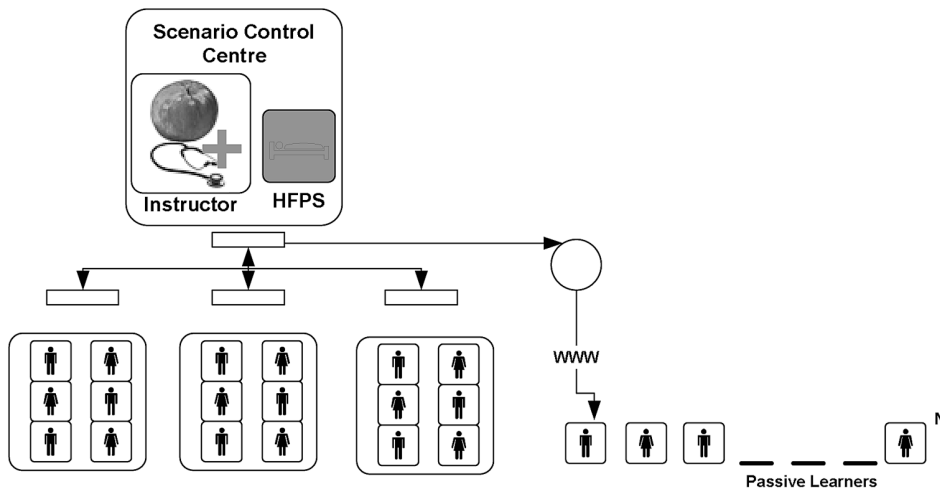 Scenario Control
Centre
Instructor
HFPS
WWW
N
Passive Learners